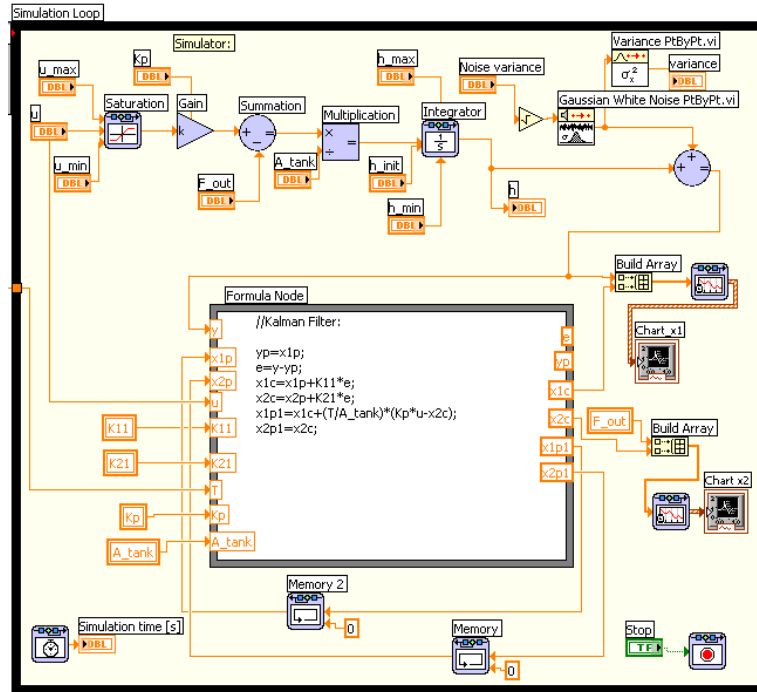 Simulation Loop
Simulator:
Variance PtByPt.vi
σx²
variance
DBL
u_max
DBL
Kp
DBL
h_max
DBL
Noise variance
DBL
Saturation
Gain
Summation
Multiplication
Integrator
Gaussian White Noise PtByPt.vi
u
DBL
k
+
−
=
×
÷
=
1
s
σ
+
+
=
u_min
DBL
F_out
DBL
A_tank
DBL
h_init
DBL
h_min
DBL
h
DBL
Build Array
Chart_x1
Formula Node
//Kalman Filter:
yp=x1p;
e=y-yp;
x1c=x1p+K11*e;
x2c=x2p+K21*e;
x1p1=x1c+(T/A_tank)*(Kp*u-x2c);
x2p1=x2c;
y
x1p
x2p
u
K11
K11
K21
K21
T
Kp
Kp
A_tank
A_tank
e
yp
x1c
x2c
x1p1
x2p1
F_out
Build Array
Chart x2
Memory 2
0
Memory
0
Simulation time [s]
DBL
Stop
TF